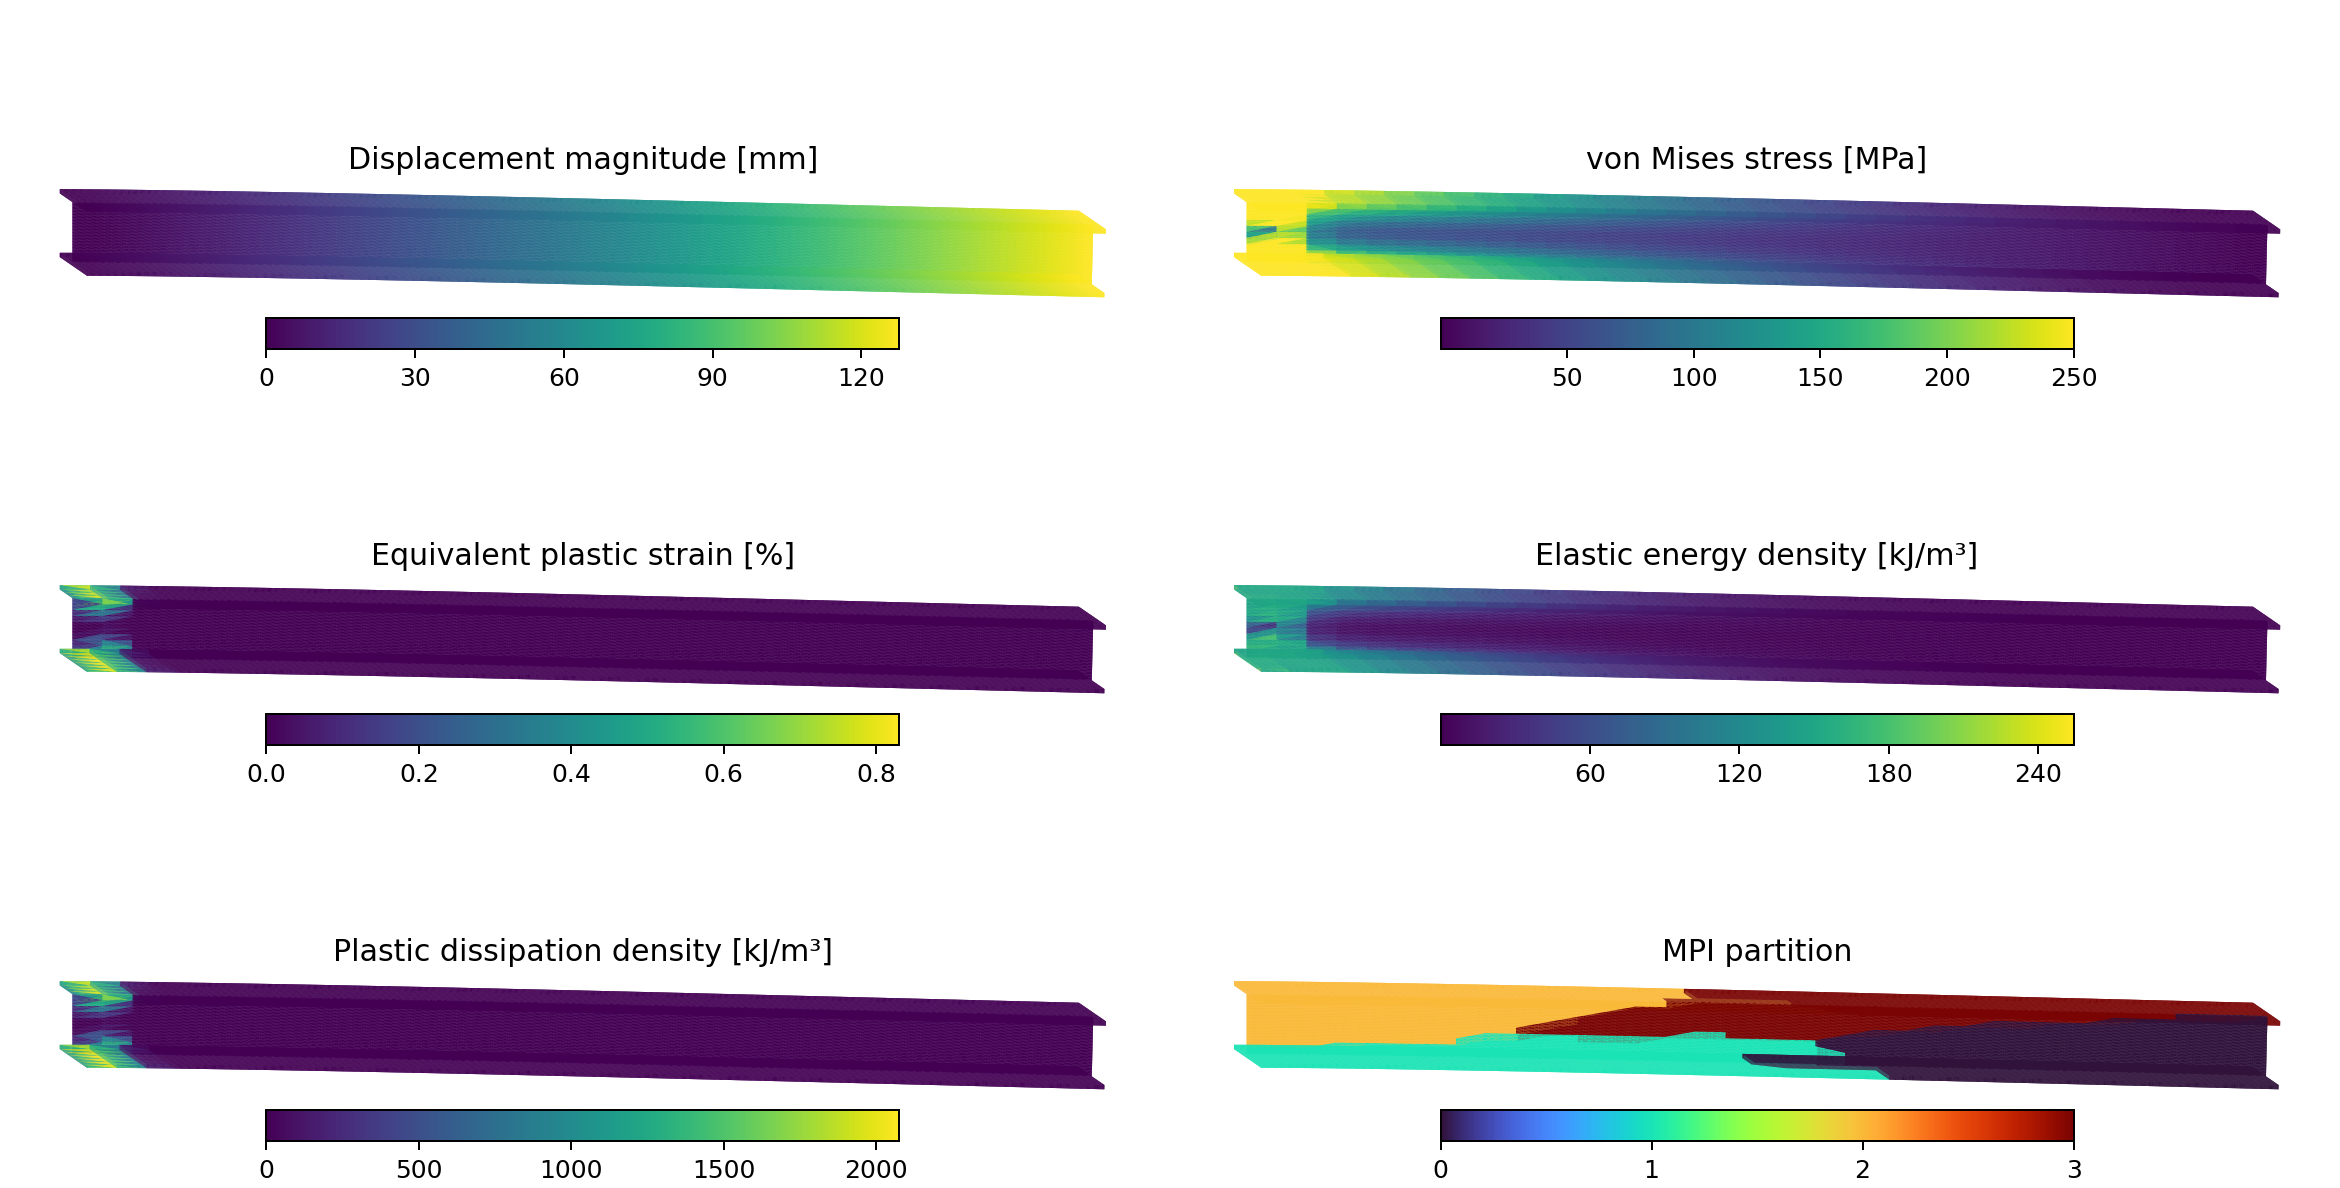 Displacement magnitude [mm]
0 30 60 90 120
von Mises stress [MPa]
50 100 150 200 250
Equivalent plastic strain [%]
0.0 0.2 0.4 0.6 0.8
Elastic energy density [kJ/m³]
60 120 180 240
Plastic dissipation density [kJ/m³]
0 500 1000 1500 2000
MPI partition
0 1 2 3